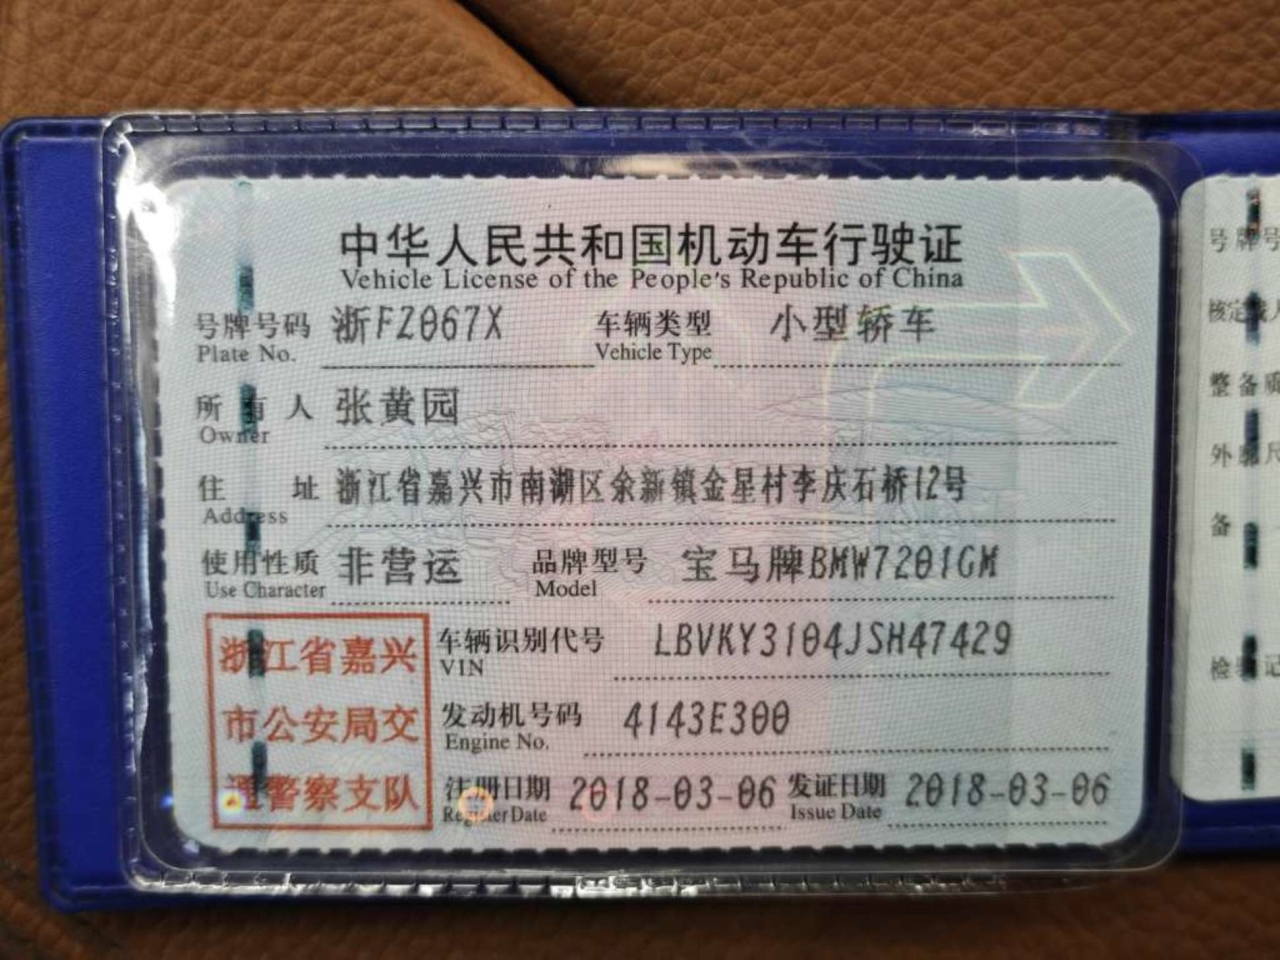 中华人民共和国机动车行驶证
Vehicle License of the People's Republic of China
号牌号码 浙FZ067X 车辆类型 小型轿车
Plate No. Vehicle Type
所有人 张黄园
Owner
住址 浙江省嘉兴市南湖区余新镇金星村李庆石桥12号
Address
使用性质 非营运 品牌型号 宝马牌BMW7201GM
Use Character Model
浙江省嘉兴
市公安局交
通警察支队
车辆识别代号 LBVKY3104JSH47429
VIN
发动机号码 4143E300
Engine No.
注册日期 2018-03-06 发证日期 2018-03-06
Register Date Issue Date
号牌号
核定载人
整备质
外廓尺
备
检验记